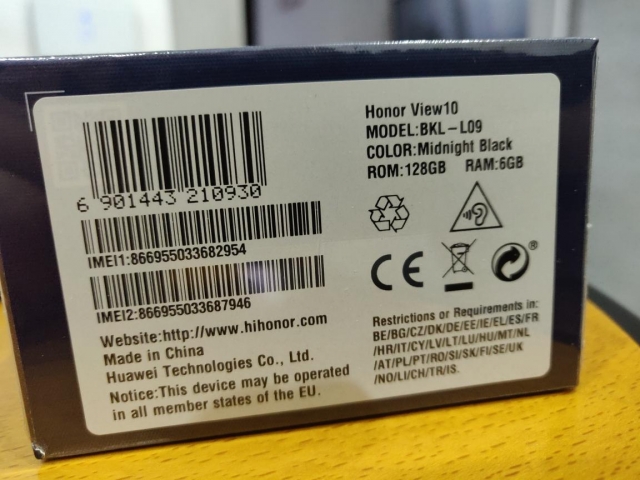 6 901443 210930
IMEI1:866955033682954
IMEI2:866955033687946
Website:http://www.hihonor.com
Made in China
Huawei Technologies Co., Ltd.
Notice:This device may be operated
in all member states of the EU.
Honor View10
MODEL:BKL-L09
COLOR:Midnight Black
ROM:128GB RAM:6GB
CE
®
Restrictions or Requirements in:
BE/BG/CZ/DK/DE/EE/IE/EL/ES/FR
/HR/IT/CY/LV/LT/LU/HU/MT/NL
/AT/PL/PT/RO/SI/SK/FI/SE/UK
/NO/LI/CH/TR/IS.